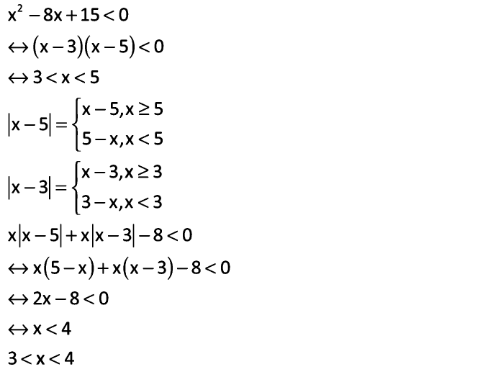 x² − 8x + 15 < 0
↔ (x − 3)(x − 5) < 0
↔ 3 < x < 5
|x − 5| = { x − 5, x ≥ 5
5 − x, x < 5
|x − 3| = { x − 3, x ≥ 3
3 − x, x < 3
x|x − 5| + x|x − 3| − 8 < 0
↔ x(5 − x) + x(x − 3) − 8 < 0
↔ 2x − 8 < 0
↔ x < 4
3 < x < 4